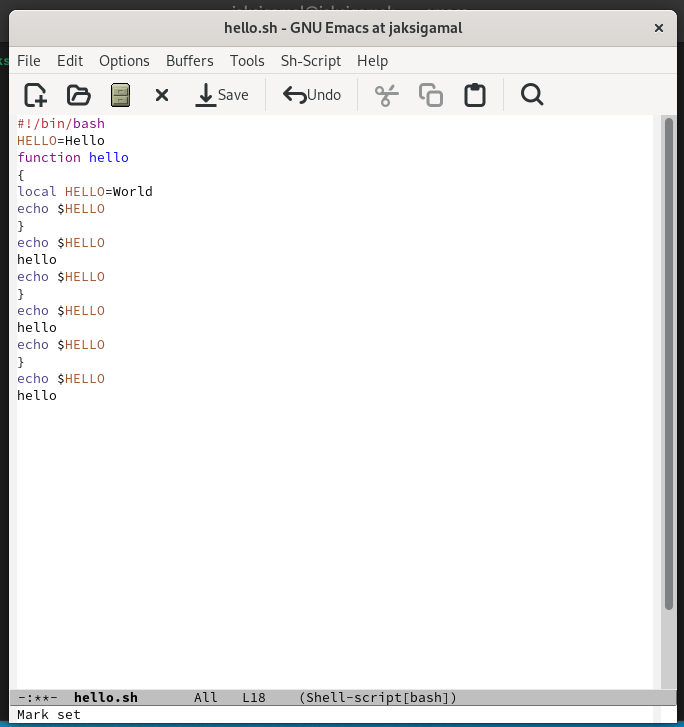 hello.sh - GNU Emacs at jaksigamal
File Edit Options Buffers Tools Sh-Script Help
Save Undo
#!/bin/bash
HELLO=Hello
function hello
{
local HELLO=World
echo $HELLO
}
echo $HELLO
hello
echo $HELLO
}
echo $HELLO
hello
echo $HELLO
}
echo $HELLO
hello
-:**- hello.sh All L18 (Shell-script[bash])
Mark set